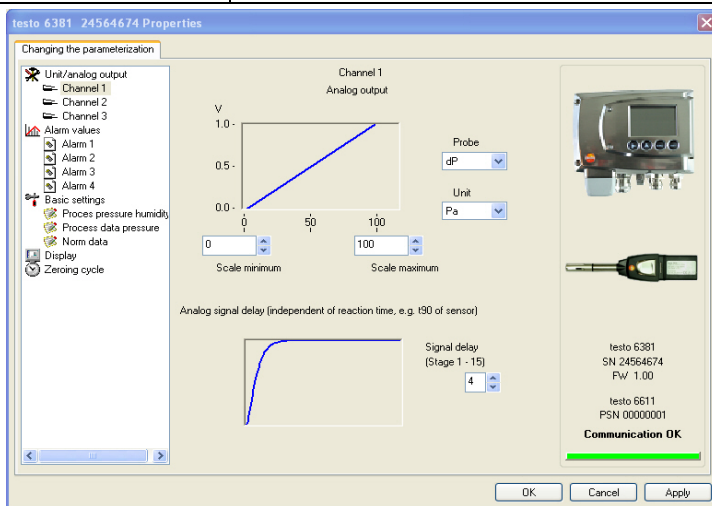 testo 6381 24564674 Properties
Changing the parameterization
Unit/analog output
Channel 1
Channel 2
Channel 3
Alarm values
Alarm 1
Alarm 2
Alarm 3
Alarm 4
Basic settings
Proces pressure humidity
Process data pressure
Norm data
Display
Zeroing cycle
Channel 1
Analog output
V
1.0 -
0.5 -
0.0 -
0 50 100
0 100
Scale minimum Scale maximum
Probe
dP
Unit
Pa
Analog signal delay (independent of reaction time, e.g. t90 of sensor)
Signal delay
(Stage 1 - 15)
4
testo 6381
SN 24564674
FW 1.00
testo 6611
PSN 00000001
Communication OK
OK Cancel Apply